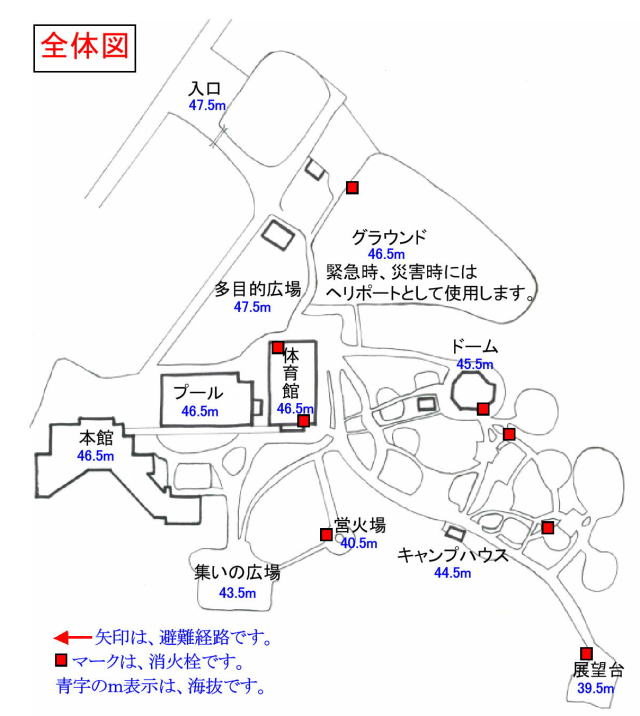 全体図
入口
47.5m
グラウンド
46.5m
緊急時、災害時には
ヘリポートとして使用します。
多目的広場
47.5m
ドーム
45.5m
体育館
46.5m
プール
46.5m
本館
46.5m
営火場
40.5m
キャンプハウス
44.5m
集いの広場
43.5m
矢印は、避難経路です。
マークは、消火栓です。
青字のm表示は、海抜です。
展望台
39.5m